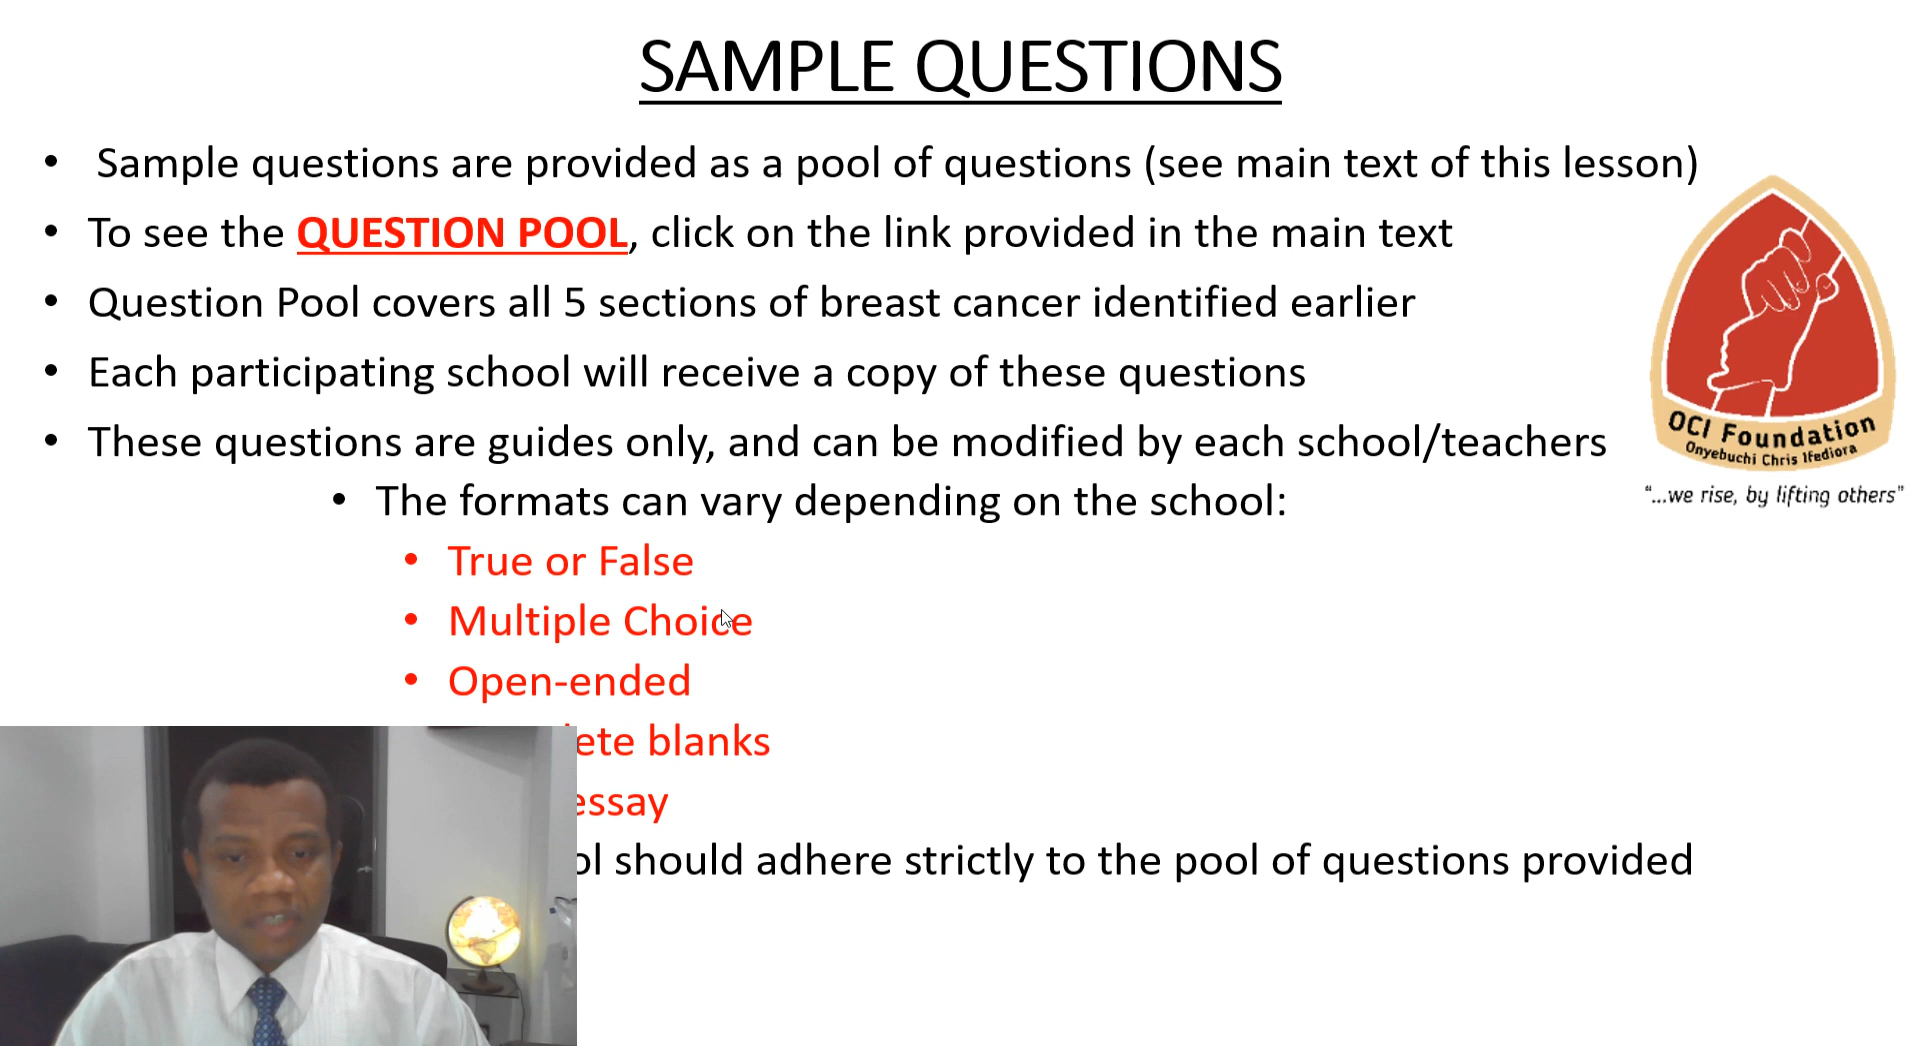 SAMPLE QUESTIONS
• Sample questions are provided as a pool of questions (see main text of this lesson)
• To see the QUESTION POOL, click on the link provided in the main text
• Question Pool covers all 5 sections of breast cancer identified earlier
• Each participating school will receive a copy of these questions
• These questions are guides only, and can be modified by each school/teachers
• The formats can vary depending on the school:
• True or False
• Multiple Choice
• Open-ended
blanks
essay
should adhere strictly to the pool of questions provided
OCI Foundation
Onyebuchi Chris Ifediora
"...we rise, by lifting others"